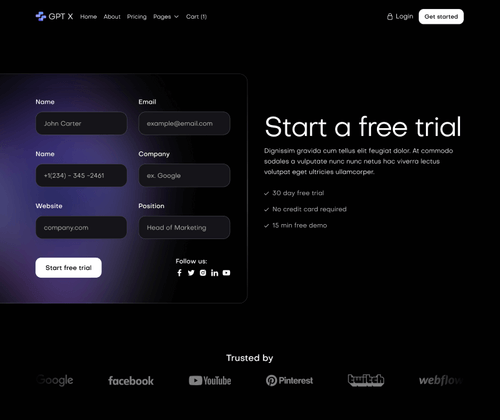 GPT X Home About Pricing Pages Cart (1) Login Get started
Name Email
John Carter example@email.com
Name Company
+1(234) – 345 -2461 ex. Google
Website Position
company.com Head of Marketing
Start free trial
Follow us:
Start a free trial
Dignissim gravida cum tellus elit feugiat dolor. At commodo
sodales a vulputate nunc nunc netus hac viverra lectus
volutpat eget ultricies ullamcorper.
30 day free trial
No credit card required
15 min free demo
Trusted by
Google facebook YouTube Pinterest twitch webflow